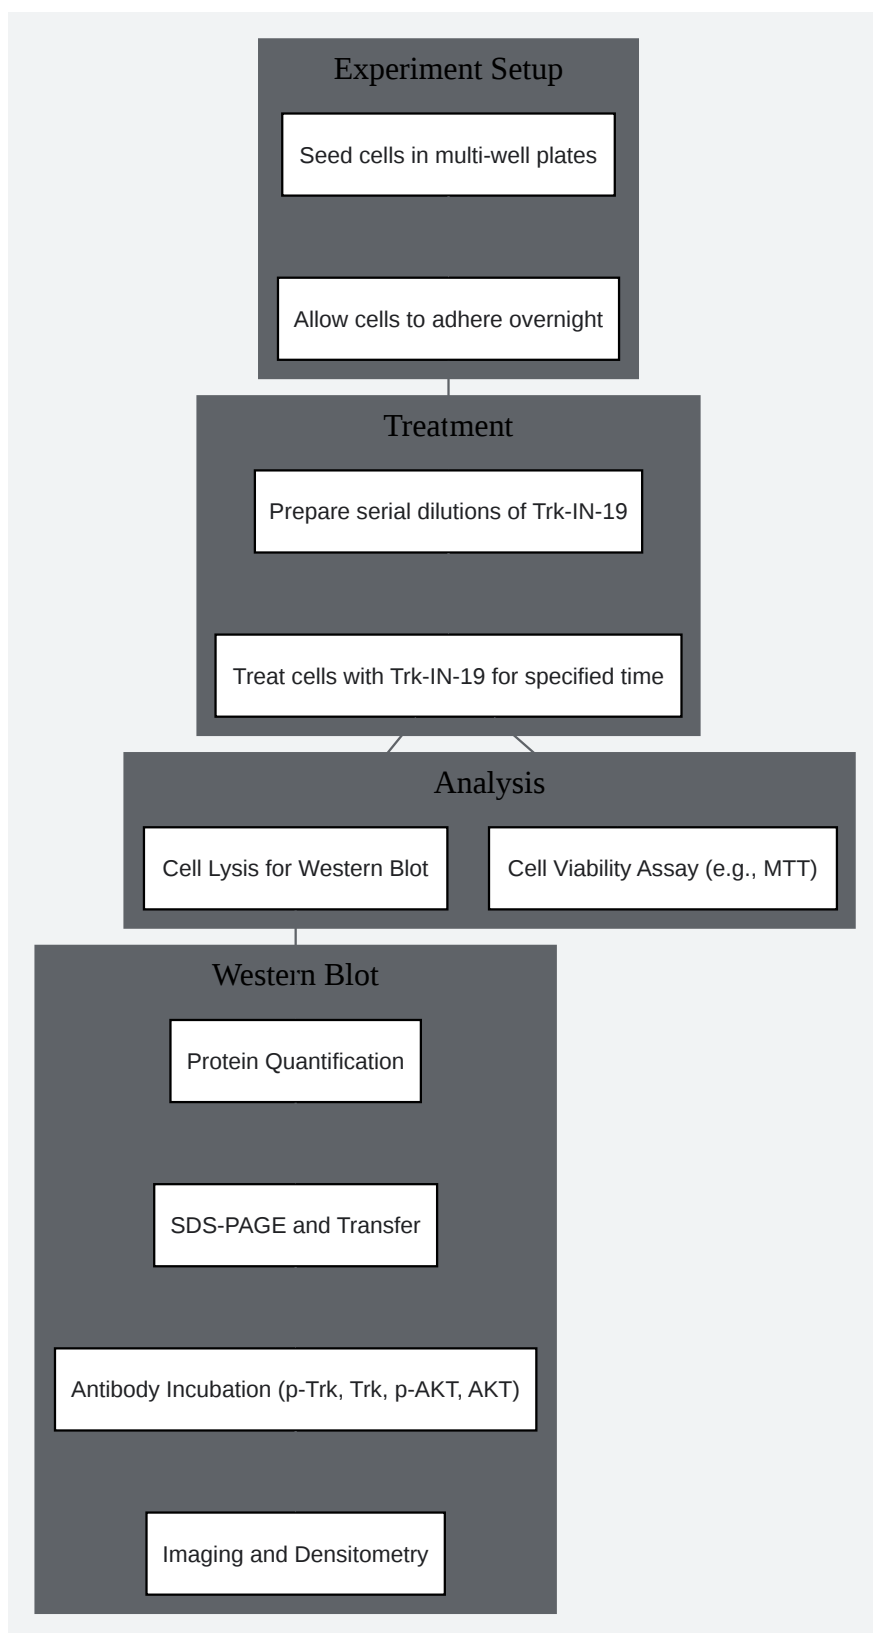 Experiment Setup
Seed cells in multi-well plates
Allow cells to adhere overnight
Treatment
Prepare serial dilutions of Trk-IN-19
Treat cells with Trk-IN-19 for specified time
Analysis
Cell Lysis for Western Blot
Cell Viability Assay (e.g., MTT)
Western Blot
Protein Quantification
SDS-PAGE and Transfer
Antibody Incubation (p-Trk, Trk, p-AKT, AKT)
Imaging and Densitometry